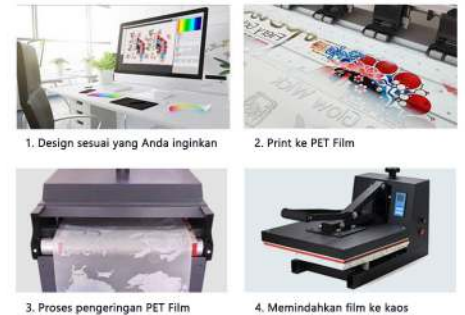 1. Design sesuai yang Anda inginkan
2. Print ke PET Film
3. Proses pengeringan PET Film
4. Memindahkan film ke kaos